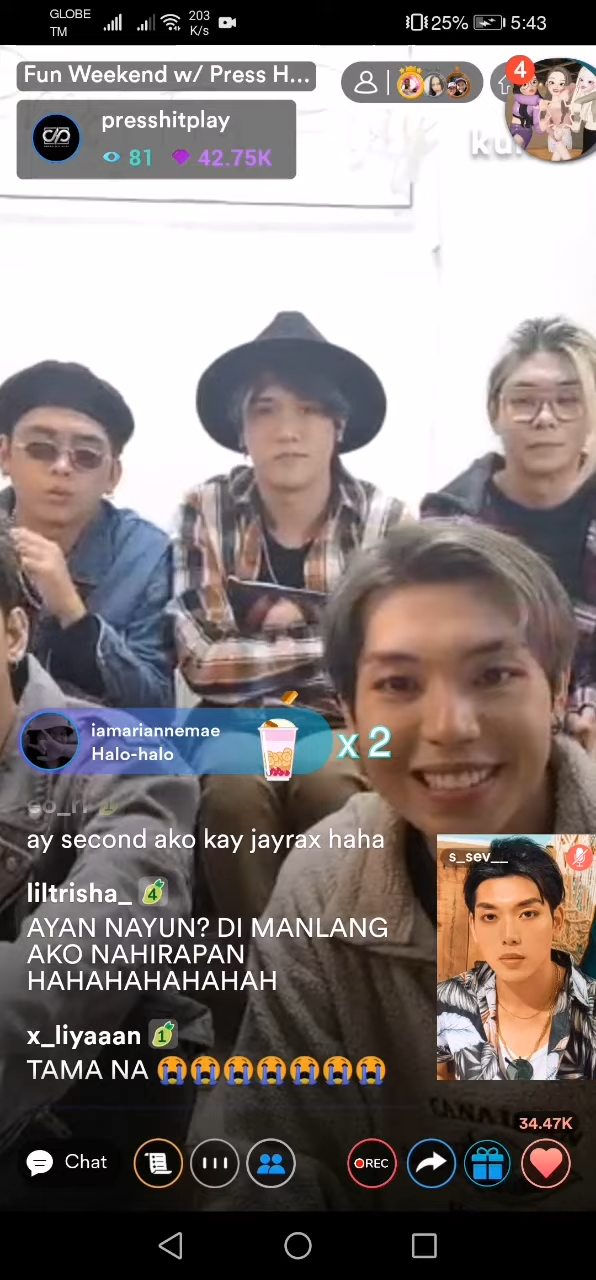 GLOBE
TM
203
K/s
25%
5:43
Fun Weekend w/ Press H...
4
presshitplay
81
42.75K
iamariannemae
Halo-halo
x 2
ay second ako kay jayrax haha
s_sev__
liltrisha_ 4
AYAN NAYUN? DI MANLANG
AKO NAHIRAPAN
HAHAHAHAHAHAH
x_liyaaan 1
TAMA NA 😭😭😭😭😭😭😭
34.47K
Chat
REC